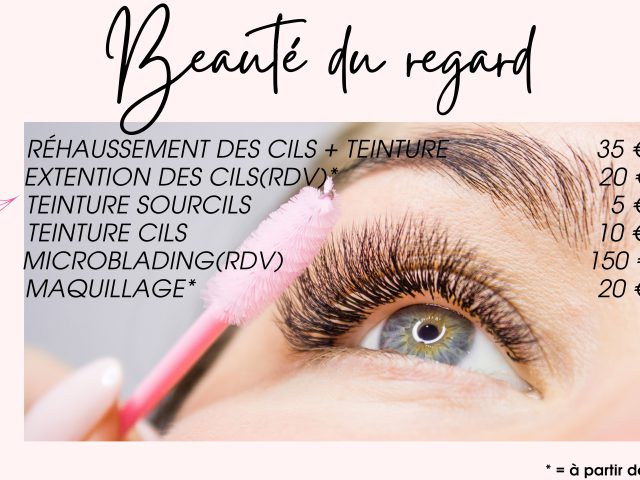 Beauté du regard
RÉHAUSSEMENT DES CILS + TEINTURE 35 €
EXTENTION DES CILS(RDV)* 20 €
TEINTURE SOURCILS 5 €
TEINTURE CILS 10 €
MICROBLADING(RDV) 150 €
MAQUILLAGE* 20 €
* = à partir de